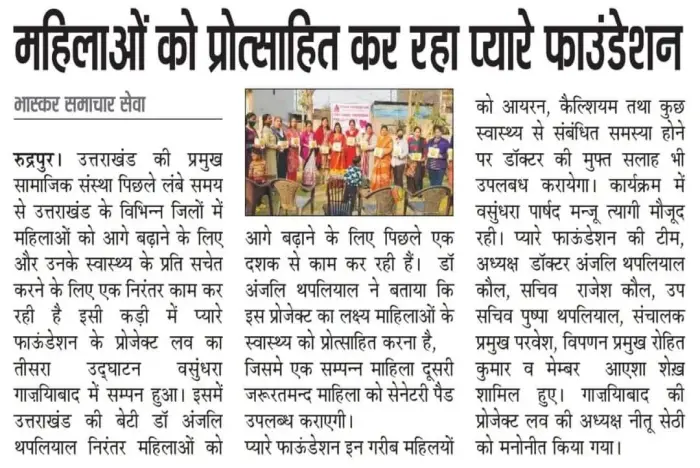 महिलाओं को प्रोत्साहित कर रहा प्यारे फाउंडेशन
भास्कर समाचार सेवा
रुद्रपुर। उत्तराखंड की प्रमुख
सामाजिक संस्था पिछले लंबे समय
से उत्तराखंड के विभिन्न जिलों में
महिलाओं को आगे बढ़ाने के लिए
और उनके स्वास्थ्य के प्रति सचेत
करने के लिए एक निरंतर काम कर
रही है इसी कड़ी में प्यारे
फाऊंडेशन के प्रोजेक्ट लव का
तीसरा उद्घाटन वसुंधरा
गाजयिाबाद में सम्पन हुआ। इसमें
उत्तराखंड की बेटी डॉ अंजलि
थपलियाल निरंतर महिलाओं को
आगे बढ़ाने के लिए पिछले एक
दशक से काम कर रही हैं। डॉ
अंजलि थपलियाल ने बताया कि
इस प्रोजेक्ट का लक्ष्य माहिलाओं के
स्वास्थ्य को प्रोत्साहित करना है,
जिसमे एक सम्पन्न माहिला दूसरी
जरूरतमन्द माहिला को सेनेटरी पैड
उपलब्ध कराएगी।
प्यारे फाऊंडेशन इन गरीब महिलयों
को आयरन, कैल्शियम तथा कुछ
स्वास्थ्य से संबंधित समस्या होने
पर डॉक्टर की मुफ्त सलाह भी
उपलबध करायेगा। कार्यक्रम में
वसुंधरा पार्षद मन्जू त्यागी मौजूद
रही। प्यारे फाऊंडेशन की टीम,
अध्यक्ष डॉक्टर अंजलि थपलियाल
कौल, सचिव राजेश कौल, उप
सचिव पुष्पा थपलियाल, संचालक
प्रमुख परवेश, विपणन प्रमुख रोहित
कुमार व मेम्बर आएशा शेख़
शामिल हुए। गाजयिाबाद की
प्रोजेक्ट लव की अध्यक्ष नीतू सेठी
को मनोनीत किया गया।